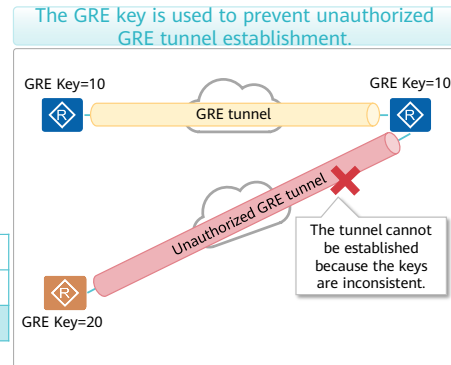 The GRE key is used to prevent unauthorized
GRE tunnel establishment.
GRE Key=10
GRE Key=10
R
GRE tunnel
R
Unauthorized GRE tunnel
The tunnel cannot
be established
because the keys
are inconsistent.
R
GRE Key=20